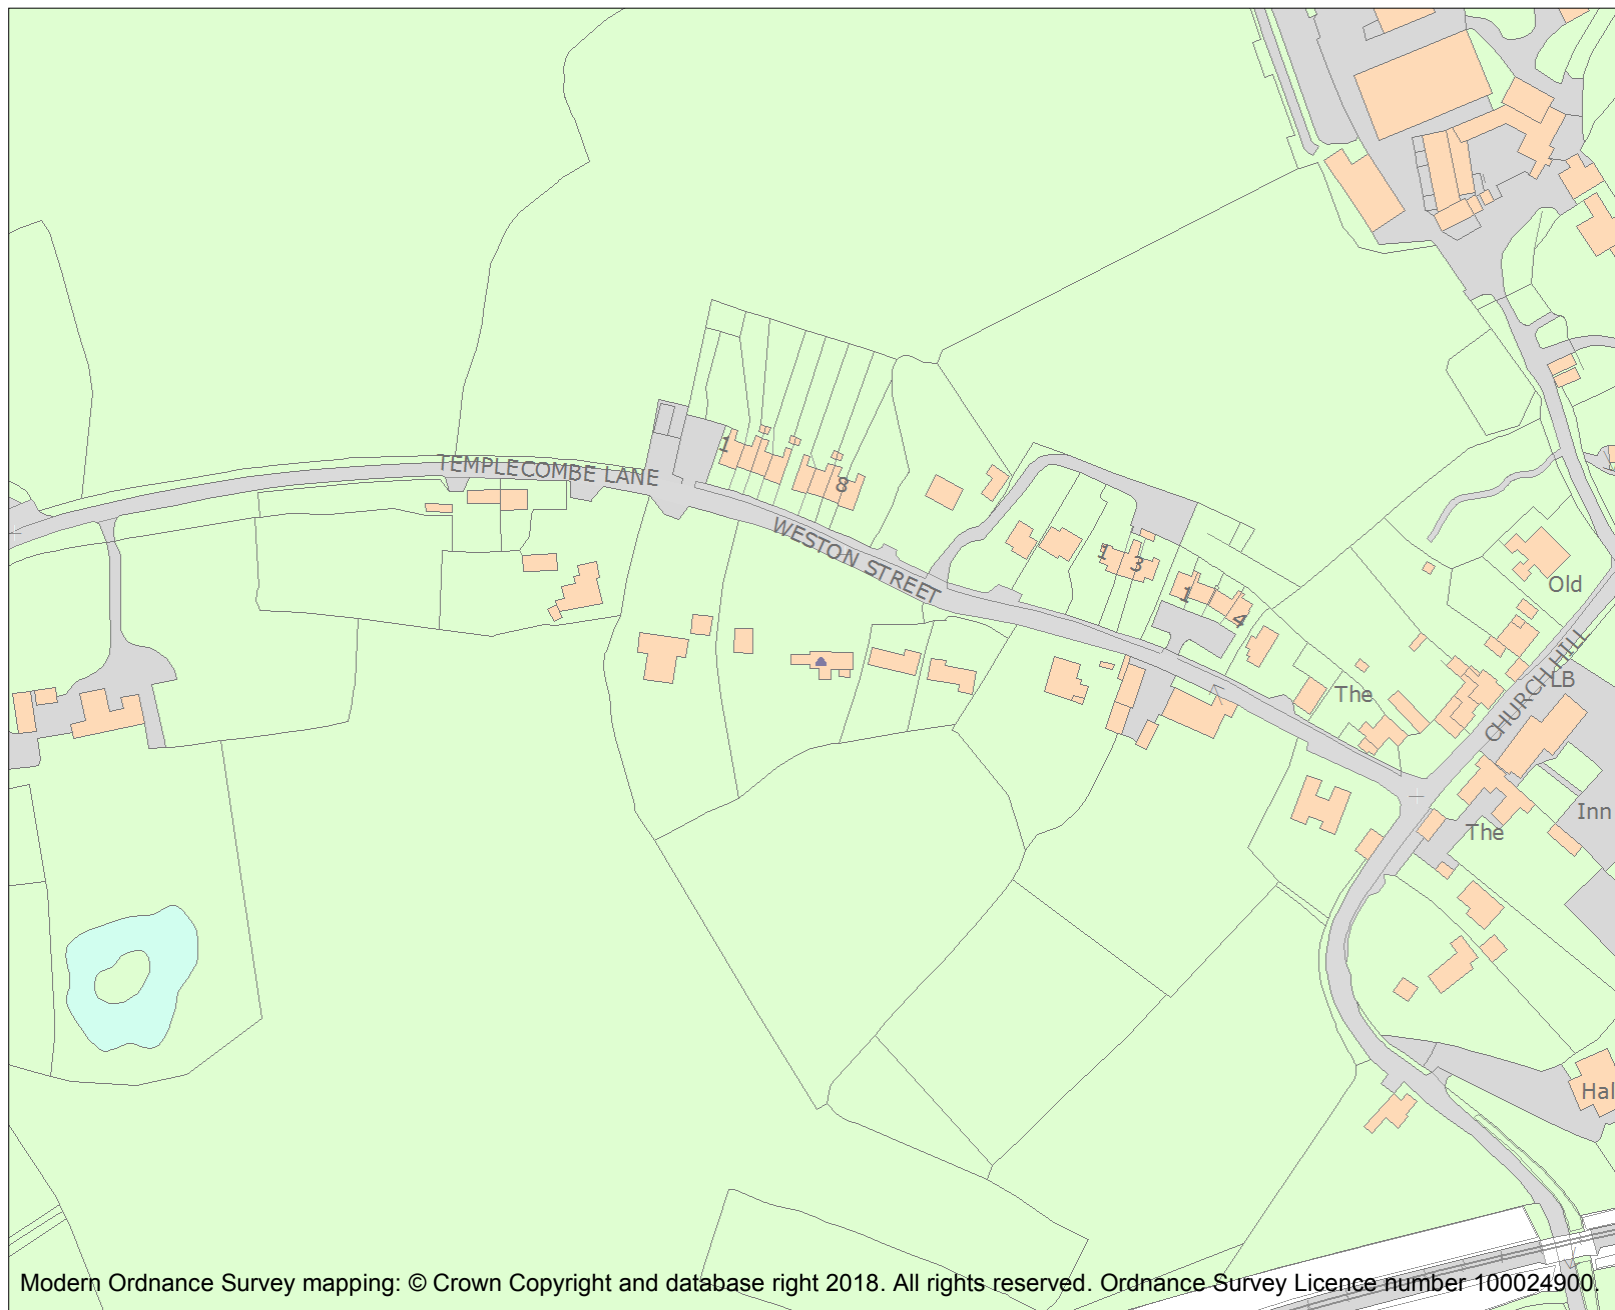 1
TEMPLECOMBE LANE
8
WESTON STREET
1
3
1
4
Old
CHURCH HILL
LB
The
Inn
The
Hal
Modern Ordnance Survey mapping: © Crown Copyright and database right 2018. All rights reserved. Ordnance Survey Licence number 100024900.